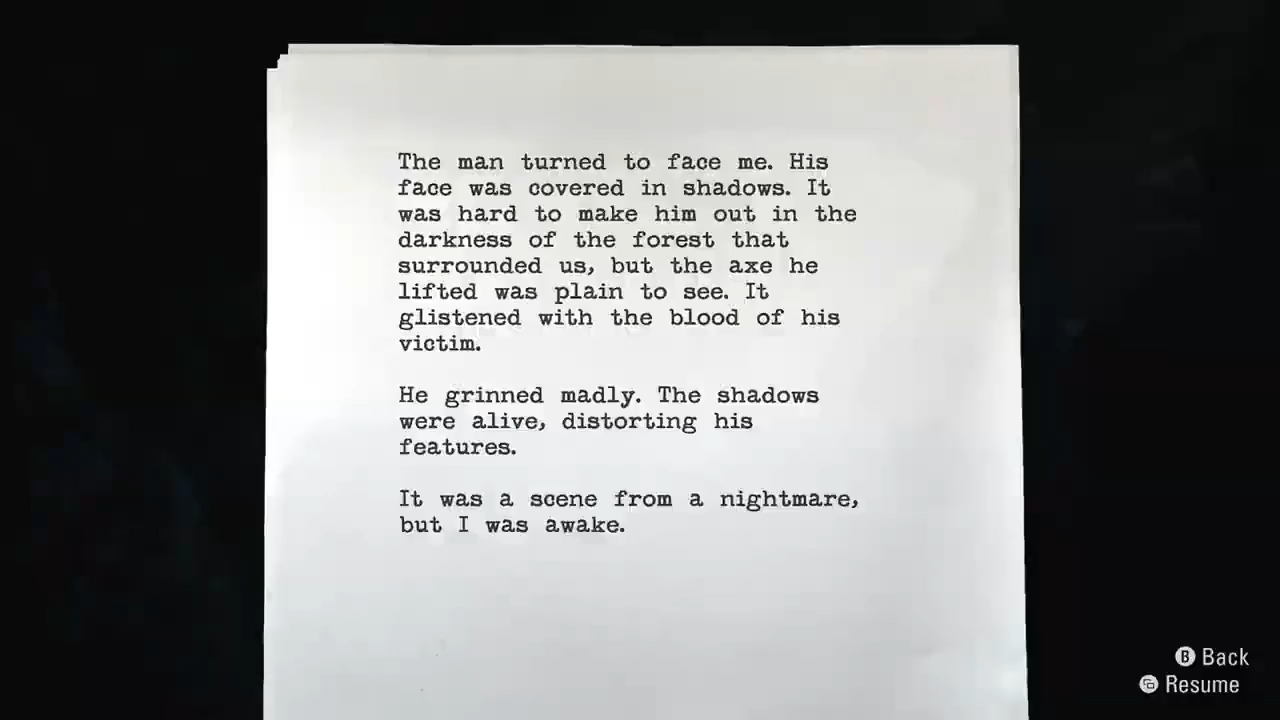 The man turned to face me. His
face was covered in shadows. It
was hard to make him out in the
darkness of the forest that
surrounded us, but the axe he
lifted was plain to see. It
glistened with the blood of his
victim.
He grinned madly. The shadows
were alive, distorting his
features.
It was a scene from a nightmare,
but I was awake.
B Back
Resume